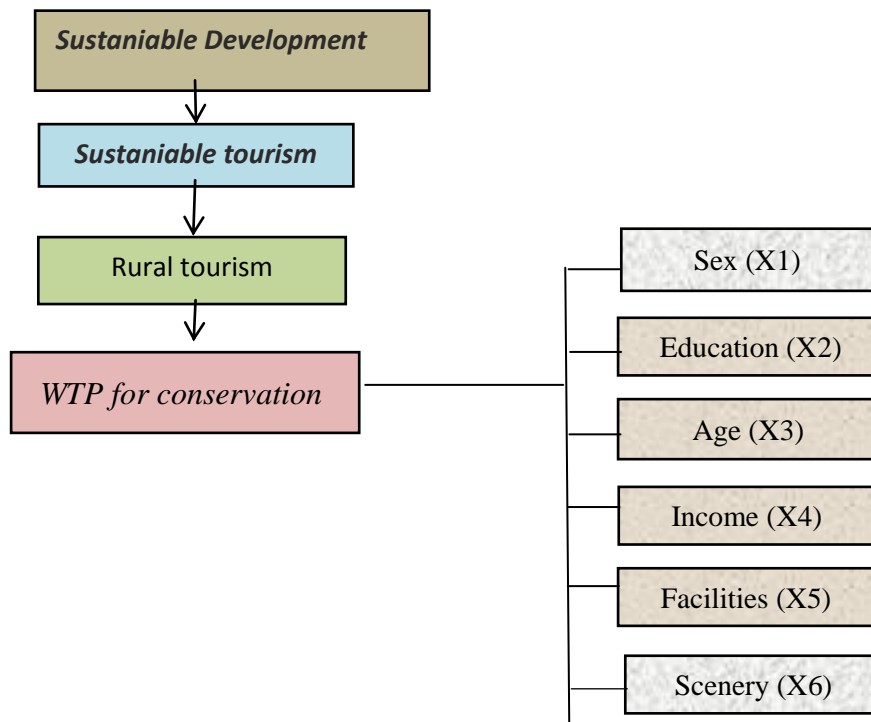 Sustaniable Development
Sustaniable tourism
Rural tourism
WTP for conservation
Sex (X1)
Education (X2)
Age (X3)
Income (X4)
Facilities (X5)
Scenery (X6)